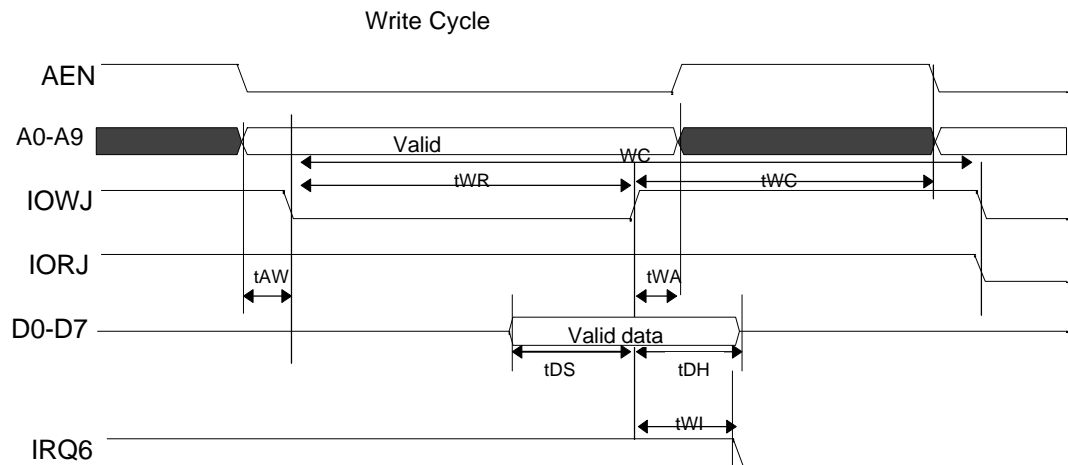 Write Cycle
AEN
A0-A9
Valid
WC
tWR
tWC
IOWJ
IORJ
tAW
tWA
D0-D7
Valid data
tDS
tDH
tWI
IRQ6